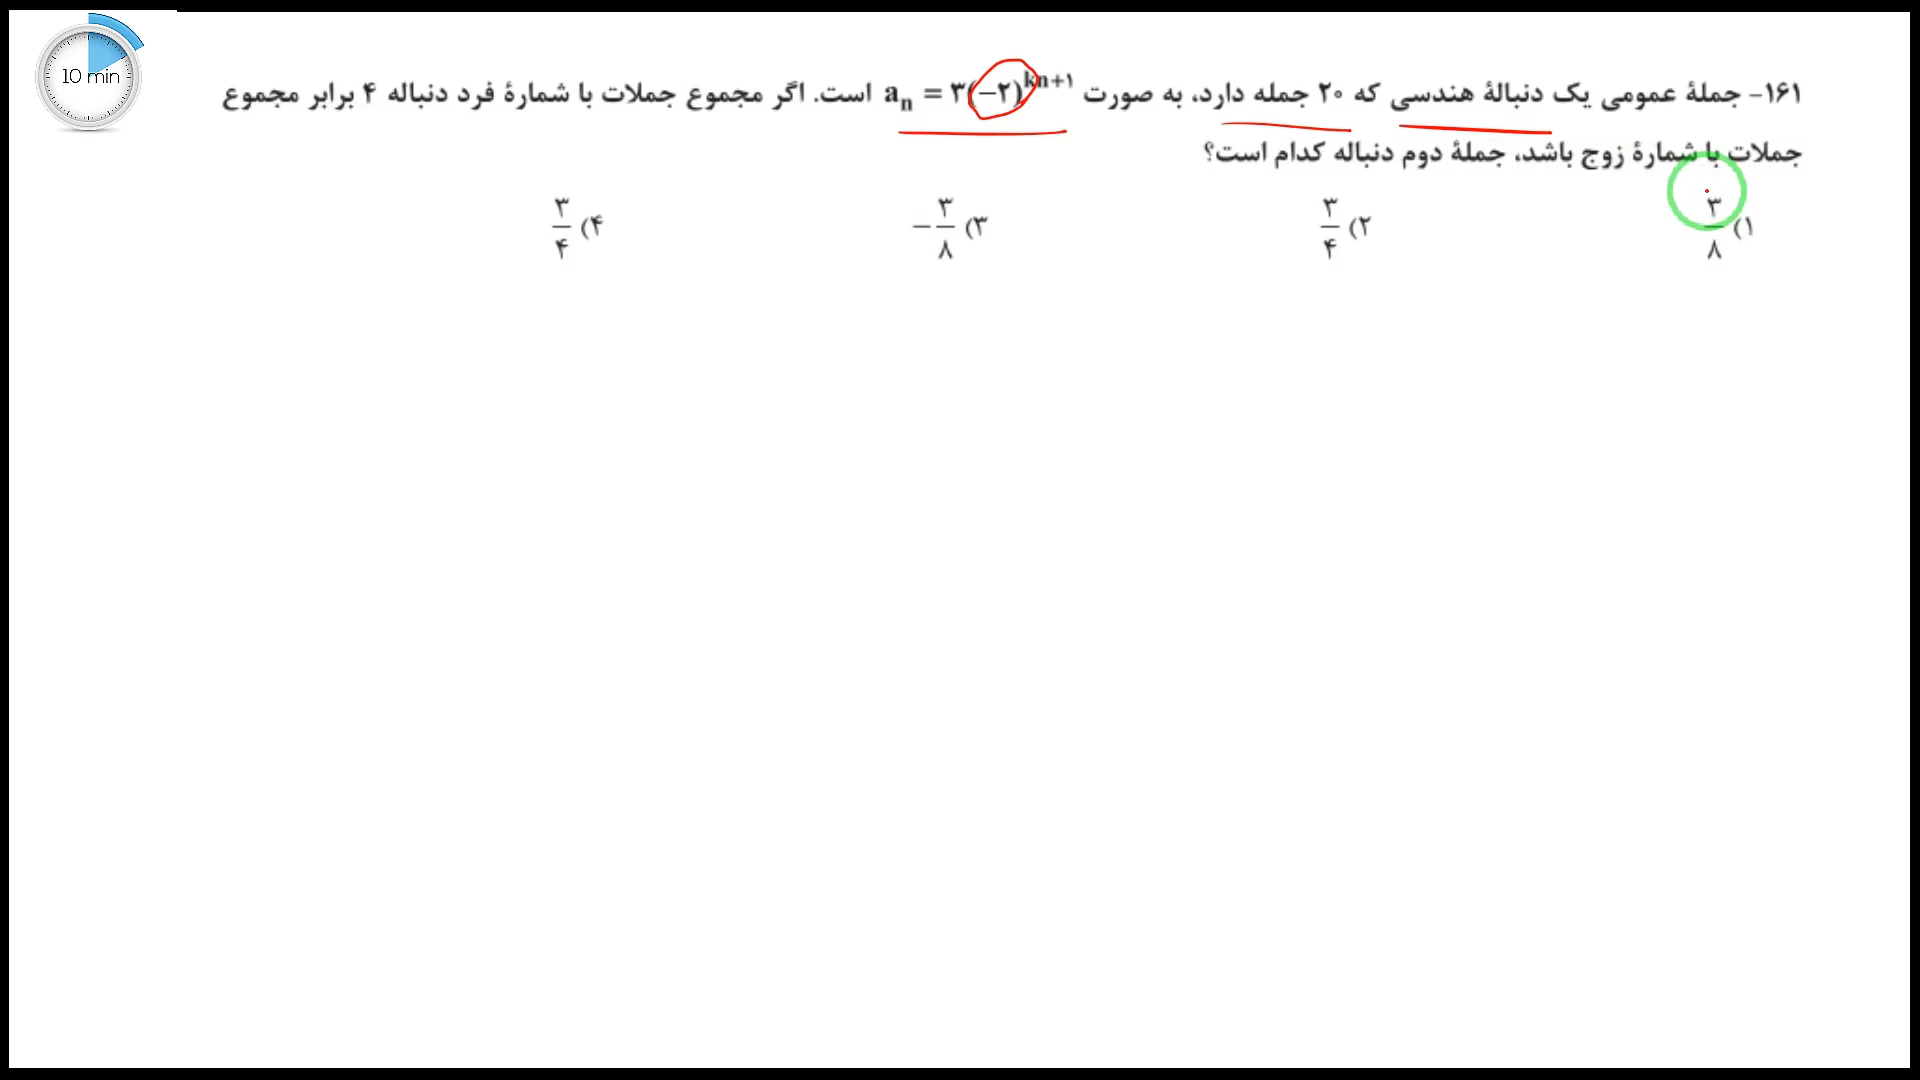 10 min
۱۶۱- جملهٔ عمومی یک دنبالهٔ هندسی که ۲۰ جمله دارد، به صورت aₙ = ۳(−۲)^(kn+۱) است. اگر مجموع جملات با شمارهٔ فرد دنباله ۴ برابر مجموع
جملات با شمارهٔ زوج باشد، جملهٔ دوم دنباله کدام است؟
۱) ۳/۸ ۲) ۳/۴ ۳) −۳/۸ ۴) ۳/۴